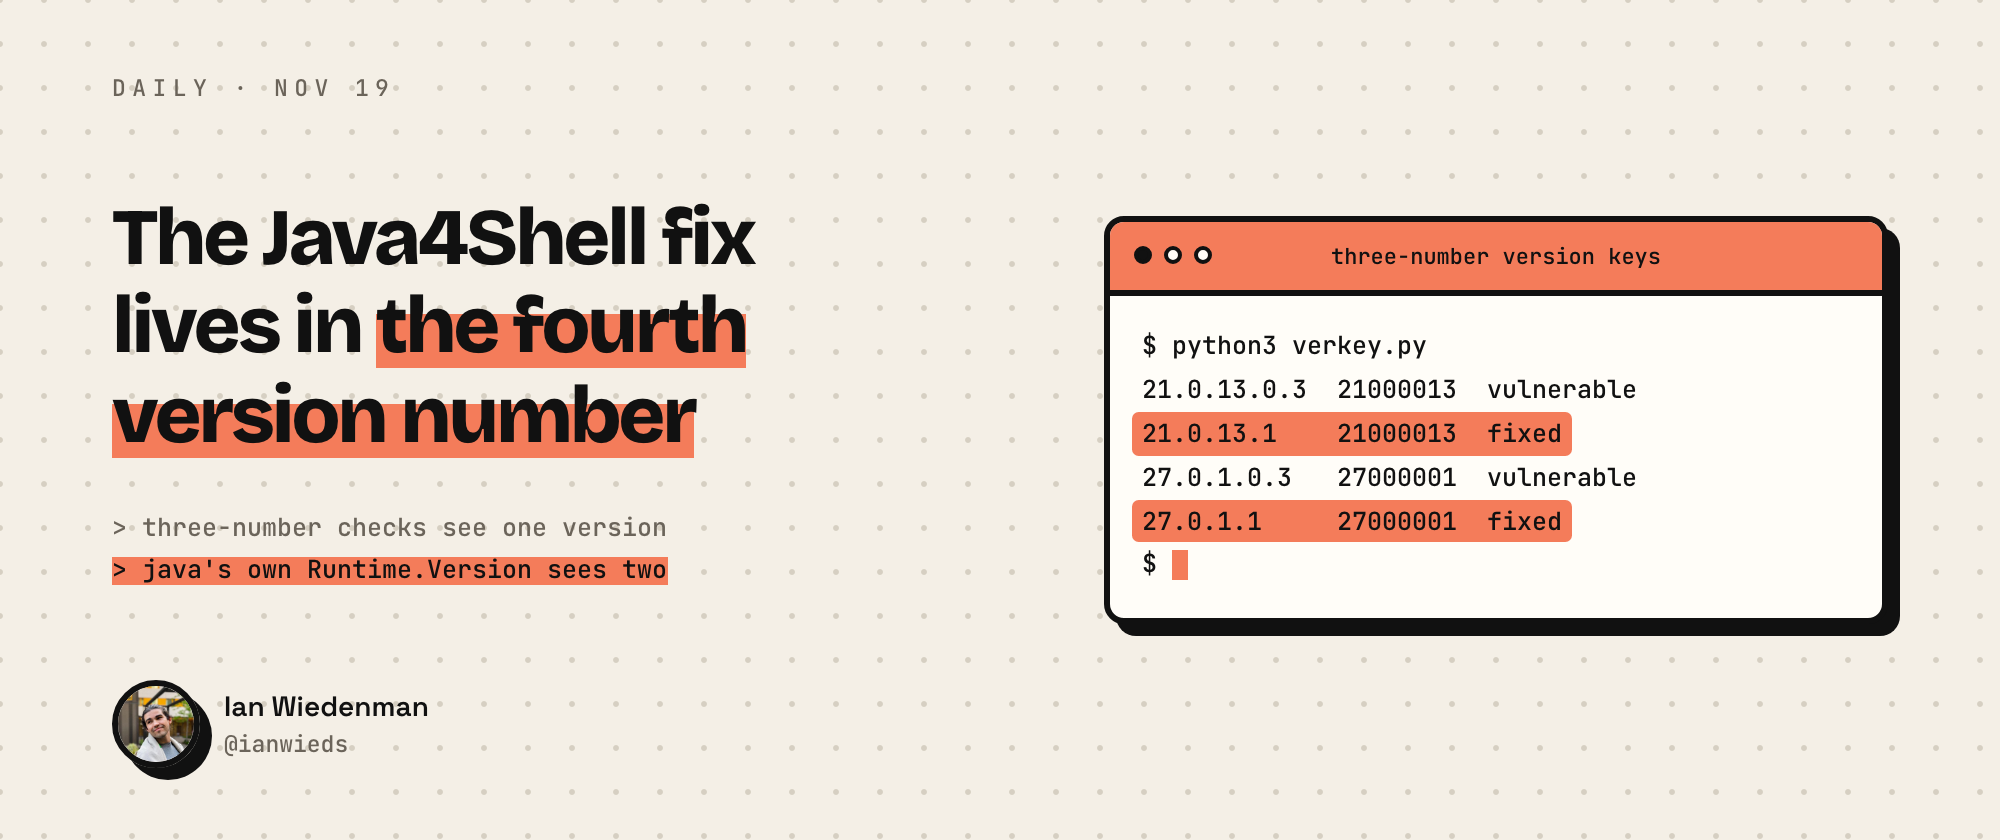 DAILY · NOV 19
The Java4Shell fix
lives in the fourth
version number
> three-number checks see one version
> java's own Runtime.Version sees two
Ian Wiedenman
@ianwieds
three-number version keys
$ python3 verkey.py
21.0.13.0.3 21000013 vulnerable
21.0.13.1 21000013 fixed
27.0.1.0.3 27000001 vulnerable
27.0.1.1 27000001 fixed
$